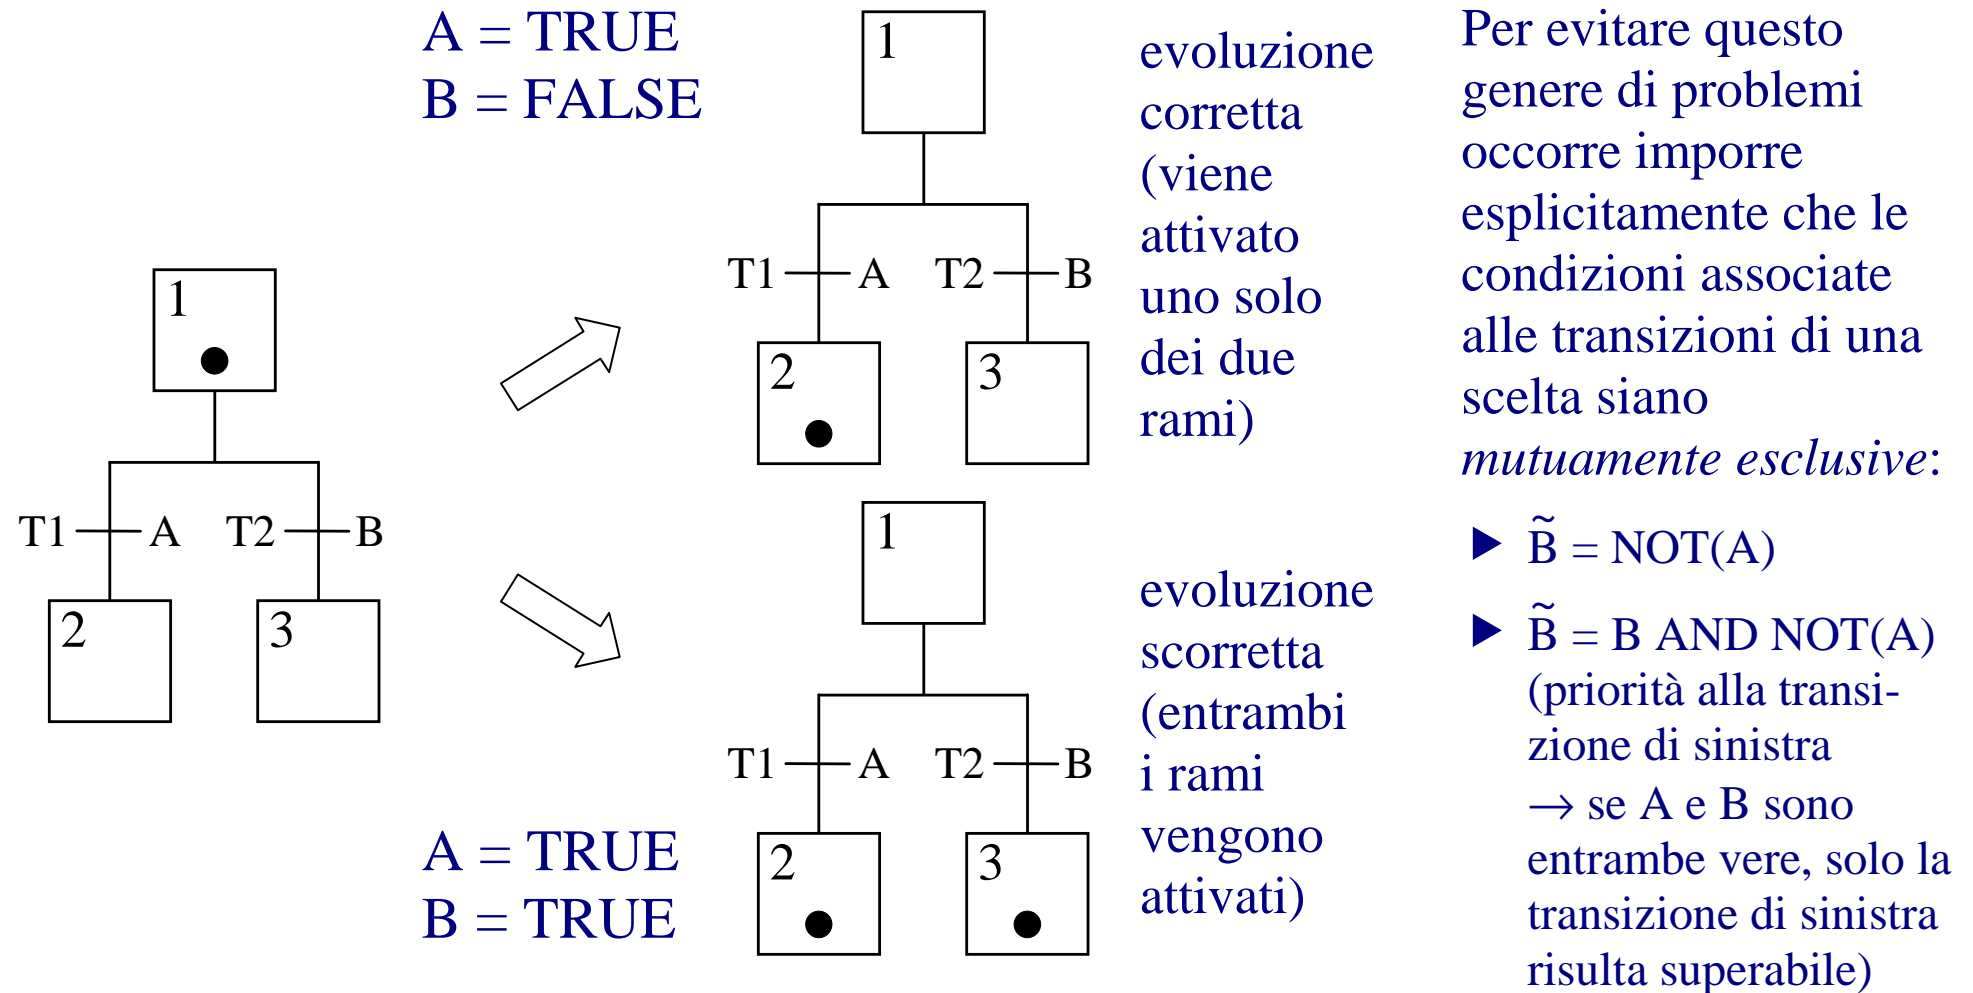 A = TRUE
B = FALSE
1
T1
A
T2
B
2
3
1
T1
A
T2
B
2
3
evoluzione
corretta
(viene
attivato
uno solo
dei due
rami)
A = TRUE
B = TRUE
1
T1
A
T2
B
2
3
evoluzione
scorretta
(entrambi
i rami
vengono
attivati)
Per evitare questo
genere di problemi
occorre imporre
esplicitamente che le
condizioni associate
alle transizioni di una
scelta siano
mutuamente esclusive:
► B̃ = NOT(A)
► B̃ = B AND NOT(A)
(priorità alla transi-
zione di sinistra
→ se A e B sono
entrambe vere, solo la
transizione di sinistra
risulta superabile)